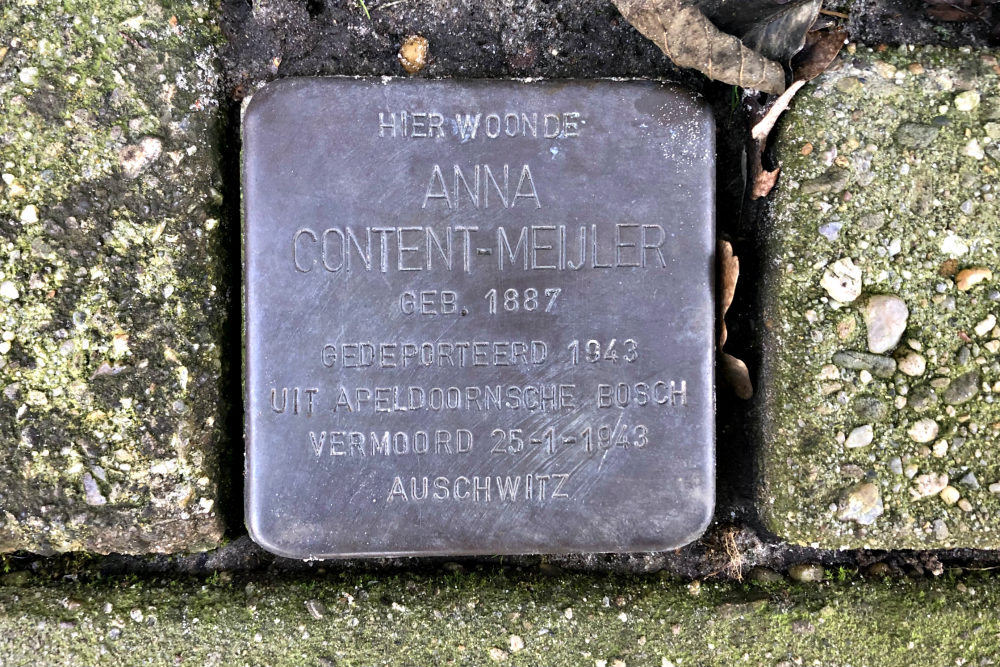 HIER WOONDE
ANNA
CONTENT-MEIJLER
GEB. 1887
GEDEPORTEERD 1943
UIT APELDOORNSCHE BOSCH
VERMOORD 25-1-1943
AUSCHWITZ